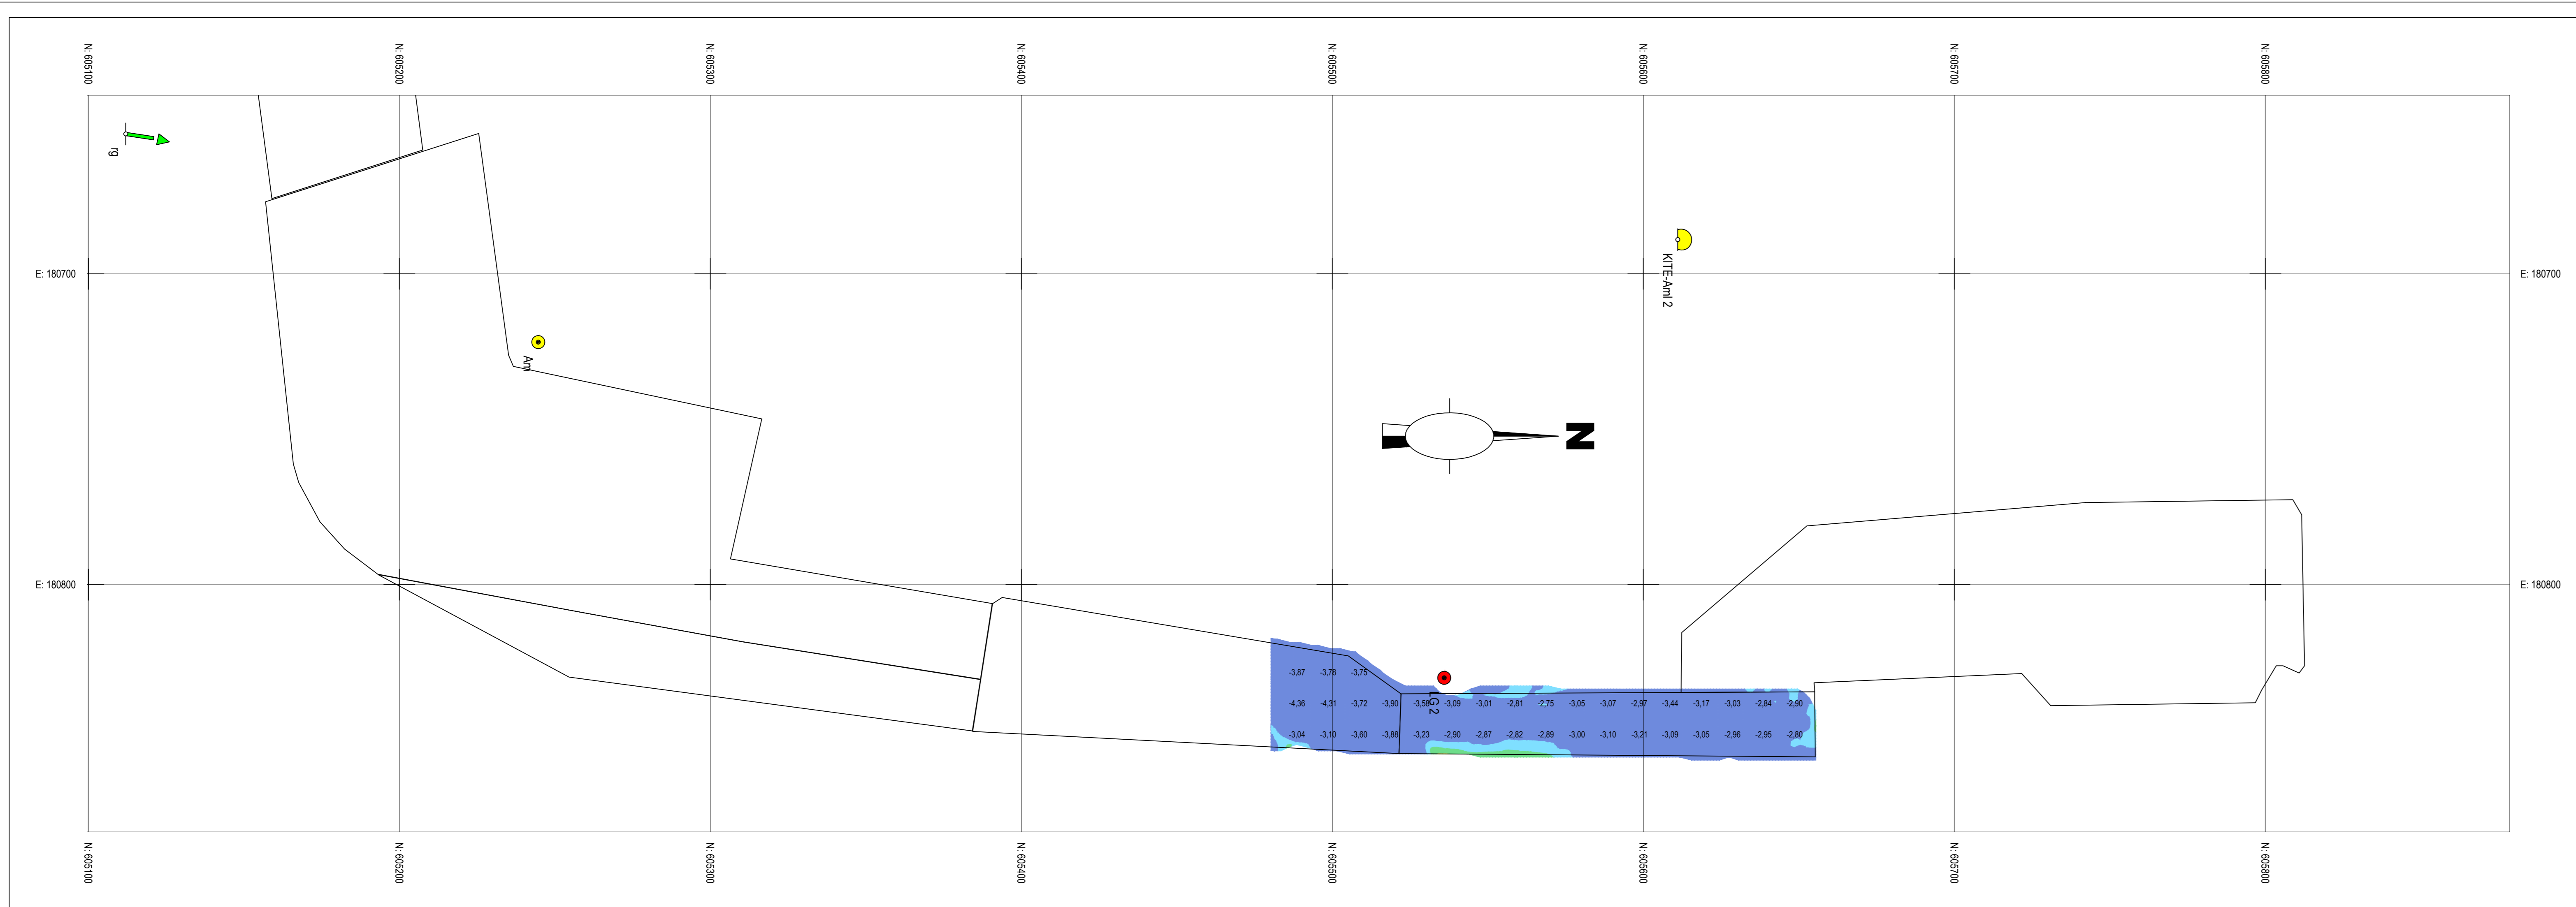 N: 605100 N: 605200 N: 605300 N: 605400 N: 605500 N: 605600 N: 605700 N: 605800
rg
KITE-AmI 2
E: 180700 E: 180700
Am
N
E: 180800 E: 180800
-3,87 -3,78 -3,75
LG 2
-4,36 -4,31 -3,72 -3,90 -3,58 -3,09 -3,01 -2,81 -2,75 -3,05 -3,07 -2,97 -3,44 -3,17 -3,03 -2,84 -2,90
-3,04 -3,10 -3,60 -3,88 -3,23 -2,90 -2,87 -2,82 -2,89 -3,00 -3,10 -3,21 -3,09 -3,05 -2,96 -2,95 -2,80
N: 605100 N: 605200 N: 605300 N: 605400 N: 605500 N: 605600 N: 605700 N: 605800